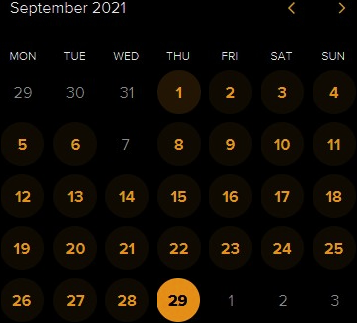 September 2021
MON TUE WED THU FRI SAT SUN
29 30 31 1 2 3 4
5 6 7 8 9 10 11
12 13 14 15 16 17 18
19 20 21 22 23 24 25
26 27 28 29 1 2 3